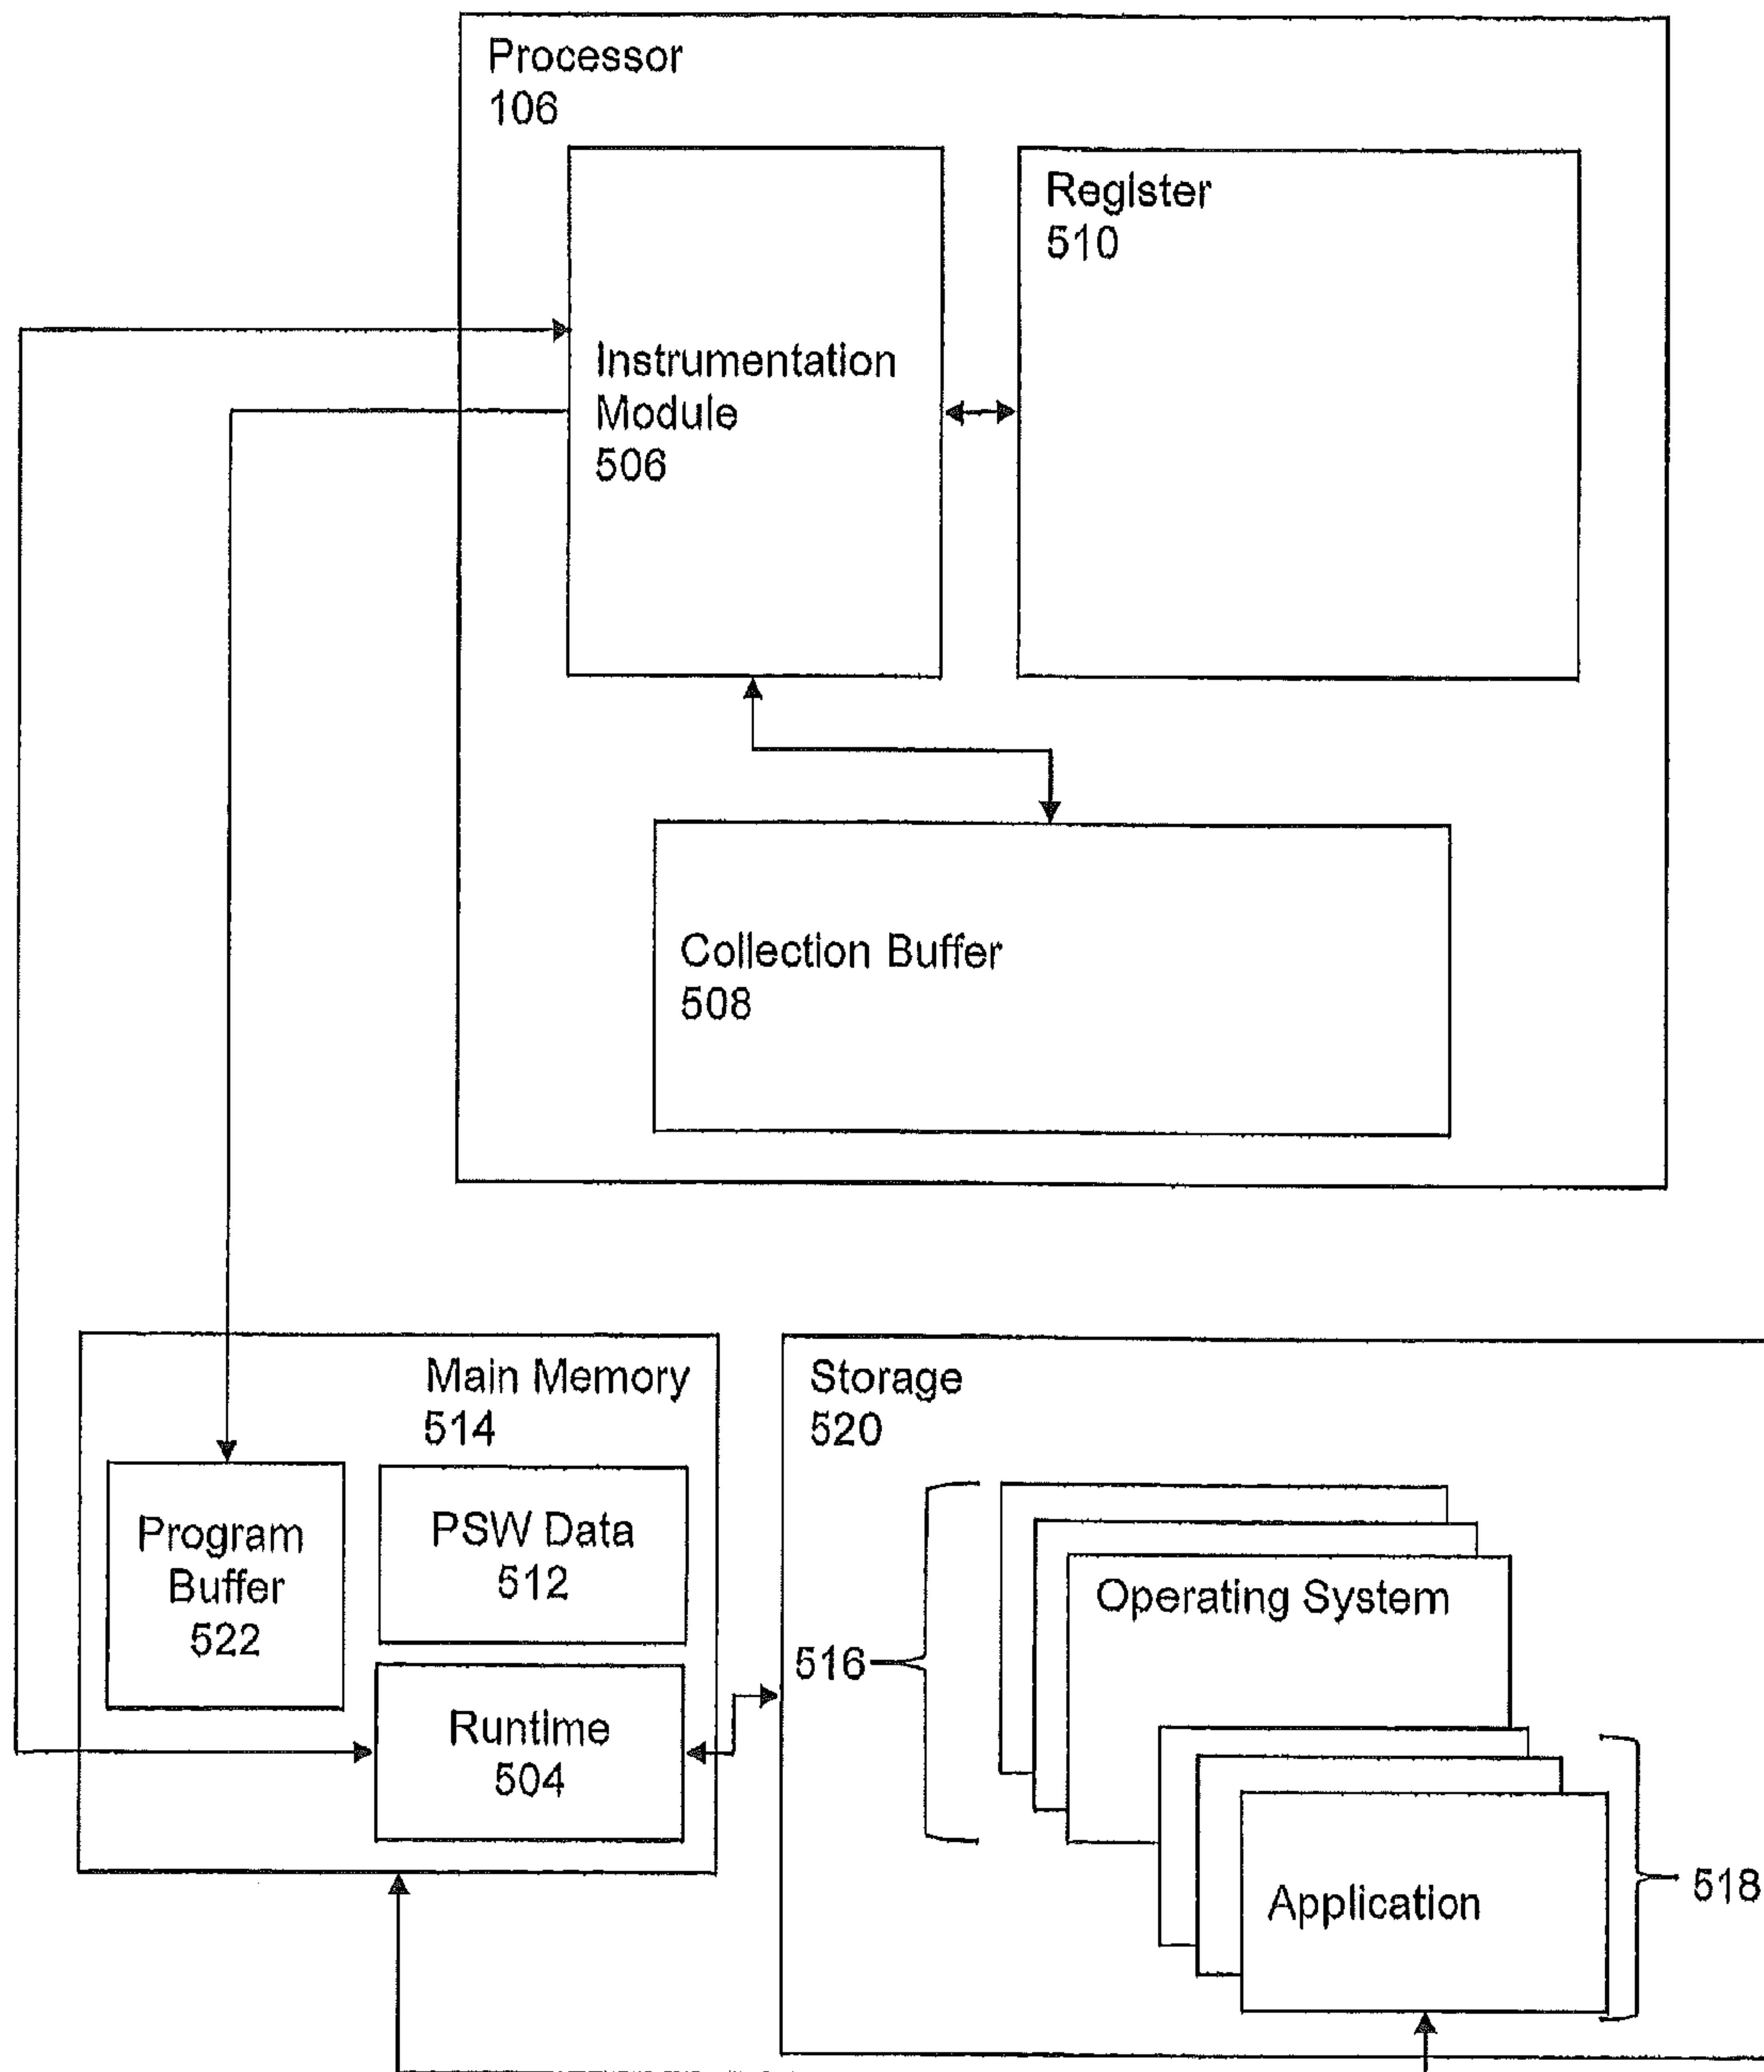 Processor
106
Register
510
Instrumentation
Module
506
Collection Buffer
508
Main Memory
514
Program
Buffer
522
PSW Data
512
Runtime
504
Storage
520
Operating System
516
Application
518